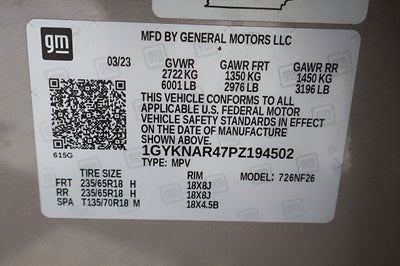 gm
MFD BY GENERAL MOTORS LLC
03/23 GVWR GAWR FRT GAWR RR
2722 KG 1350 KG 1450 KG
6001 LB 2976 LB 3196 LB
THIS VEHICLE CONFORMS TO ALL
APPLICABLE U.S. FEDERAL MOTOR
VEHICLE SAFETY STANDARDS IN EFFECT
ON THE DATE OF MANUFACTURE
SHOWN ABOVE.
615G 1GYKNAR47PZ194502
TYPE: MPV MODEL: 726NF26
TIRE SIZE RIM
FRT 235/65R18 H 18X8J
RR 235/65R18 H 18X8J
SPA T135/70R18 M 18X4.5B